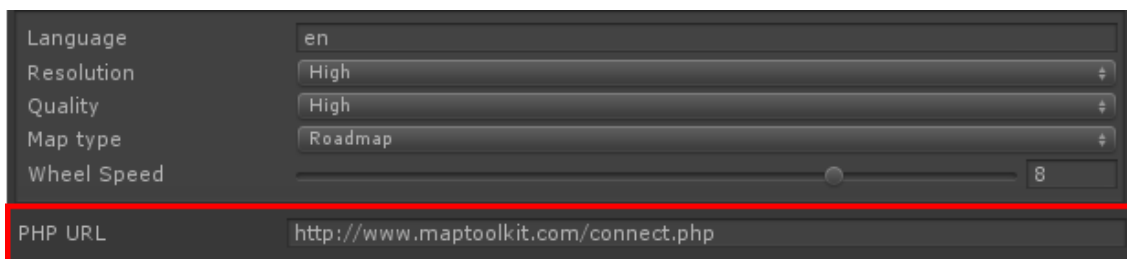 Language en
Resolution High
Quality High
Map type Roadmap
Wheel Speed 8
PHP URL http://www.maptoolkit.com/connect.php